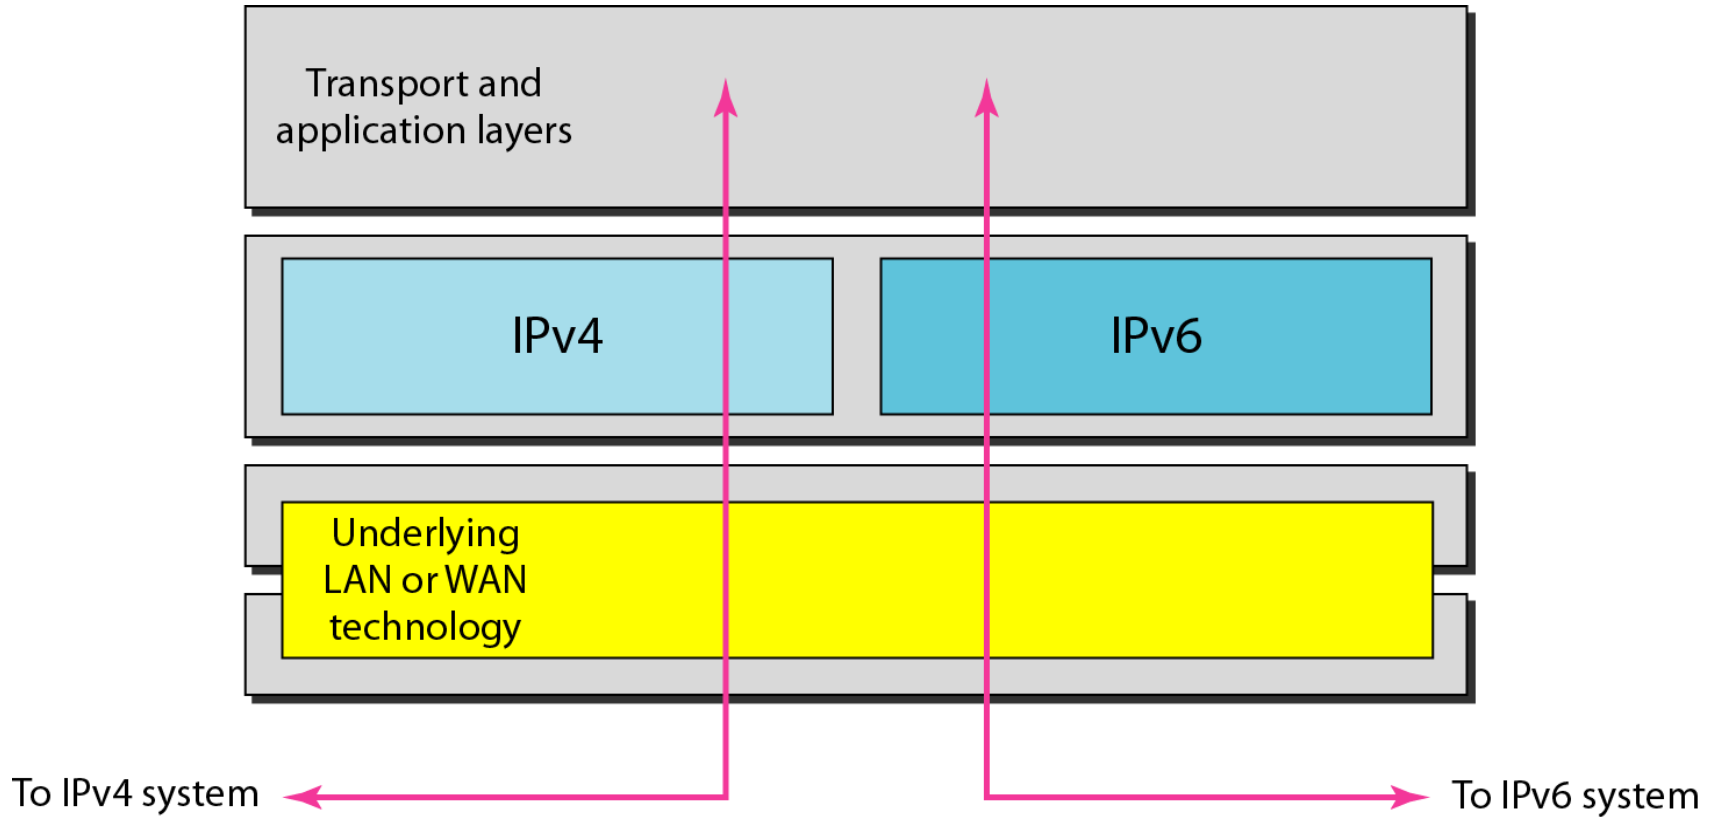 Transport and
application layers
IPv4
IPv6
Underlying
LAN or WAN
technology
To IPv4 system
To IPv6 system